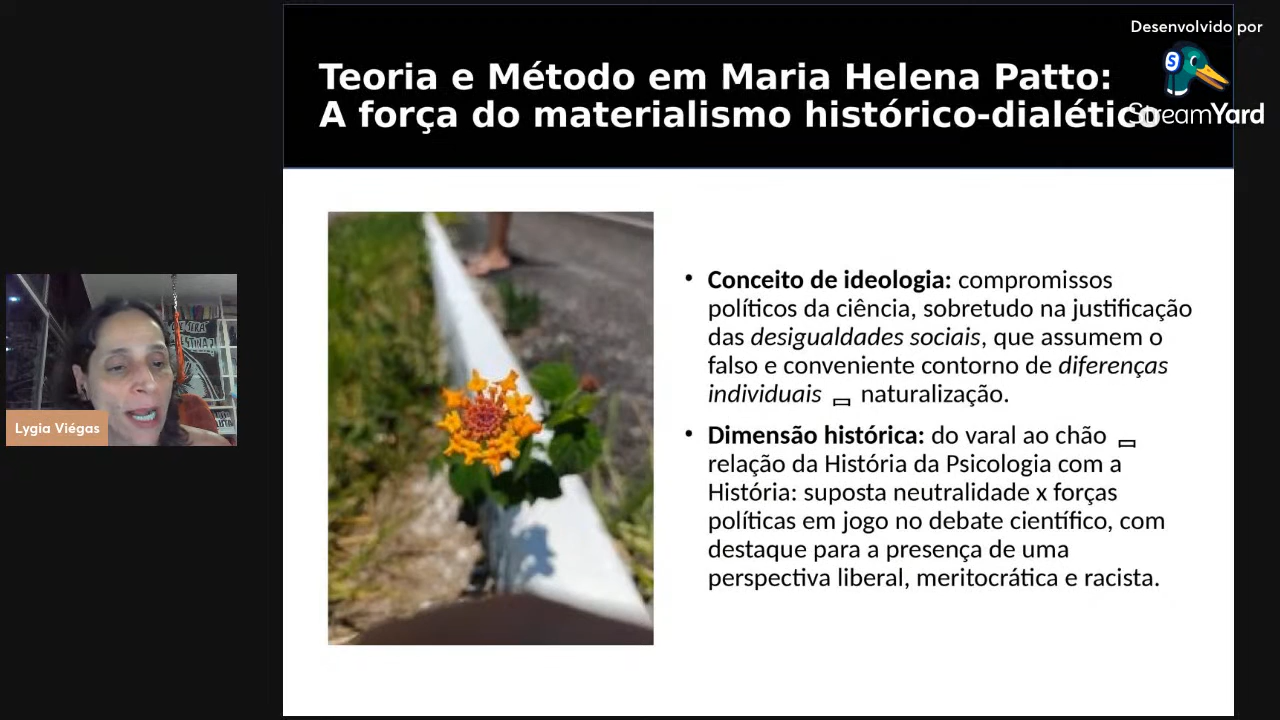 Desenvolvido por
StreamYard
Teoria e Método em Maria Helena Patto:
A força do materialismo histórico-dialético
Conceito de ideologia: compromissos
políticos da ciência, sobretudo na justificação
das desigualdades sociais, que assumem o
falso e conveniente contorno de diferenças
individuais naturalização.
Dimensão histórica: do varal ao chão
relação da História da Psicologia com a
História: suposta neutralidade x forças
políticas em jogo no debate científico, com
destaque para a presença de uma
perspectiva liberal, meritocrática e racista.
Lygia Viégas